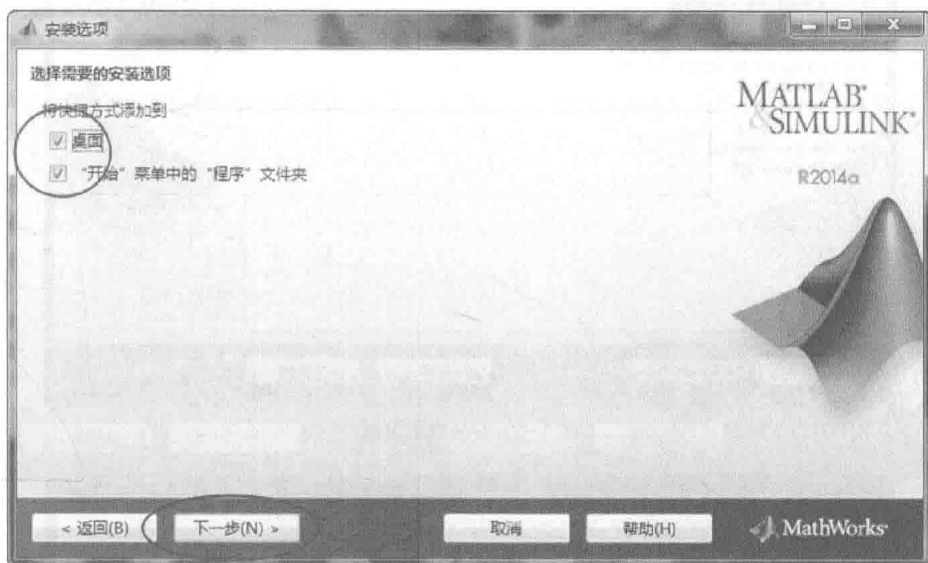 安装选项
选择需要的安装选项
将快捷方式添加到
桌面
"开始" 菜单中的 "程序" 文件夹
MATLAB®
&SIMULINK®
R2014a
< 返回(B)
下一步(N) >
取消
帮助(H)
MathWorks®